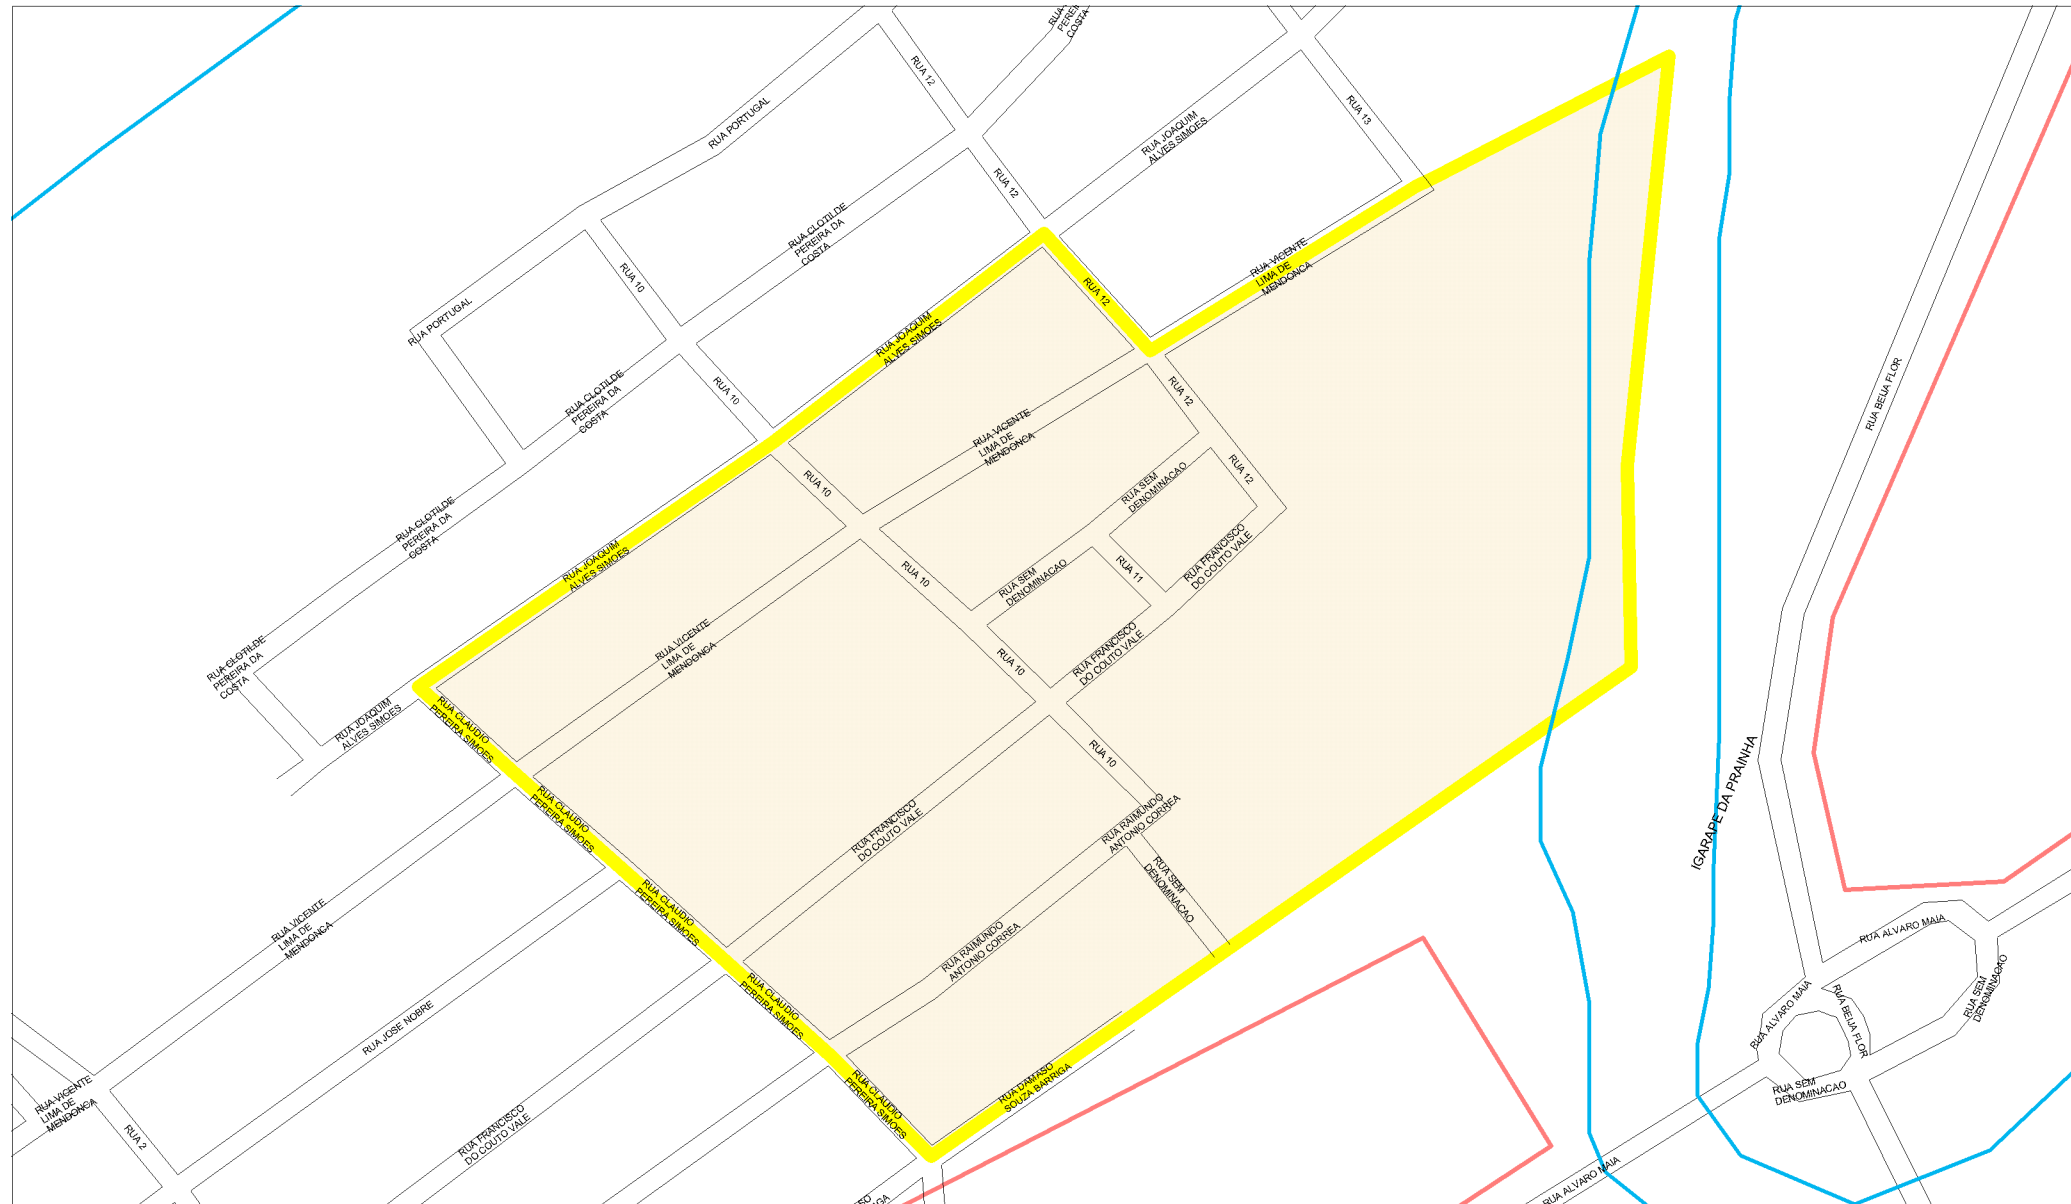 RUA 12
RUA
PEREI
COSTA
RUA PORTUGAL
RUA 13
RUA JOAQUIM
ALVES SIMOES
RUA 12
RUA CLOTILDE
PEREIRA DA
COSTA
RUA 10
RUA 12
RUA VICENTE
LIMA DE
MENDONCA
RUA PORTUGAL
RUA JOAQUIM
ALVES SIMOES
RUA 10
RUA CLOTILDE
PEREIRA DA
COSTA
RUA 12
RUA BEIJA FLOR
RUA VICENTE
LIMA DE
MENDONCA
RUA 10
RUA SEM
DENOMINACAO
RUA 12
RUA CLOTILDE
PEREIRA DA
COSTA
RUA JOAQUIM
ALVES SIMOES
RUA 10
RUA SEM
DENOMINACAO
RUA 11
RUA FRANCISCO
DO COUTO VALE
RUA CLOTILDE
PEREIRA DA
COSTA
RUA VICENTE
LIMA DE
MENDONCA
RUA 10
RUA FRANCISCO
DO COUTO VALE
RUA JOAQUIM
ALVES SIMOES
RUA CLAUDIO
PEREIRA SIMOES
RUA 10
IGARAPE DA PRAINHA
RUA CLAUDIO
PEREIRA SIMOES
RUA FRANCISCO
DO COUTO VALE
RUA RAIMUNDO
ANTONIO CORREA
RUA SEM
DENOMINACAO
RUA CLAUDIO
PEREIRA SIMOES
RUA VICENTE
LIMA DE
MENDONCA
RUA RAIMUNDO
ANTONIO CORREA
RUA ALVARO MAIA
RUA CLAUDIO
PEREIRA SIMOES
RUA SEM
DENOMINACAO
RUA JOSE NOBRE
RUA ALVARO MAIA
RUA BEIJA FLOR
RUA VICENTE
LIMA DE
MENDONCA
RUA CLAUDIO
PEREIRA SIMOES
RUA DAMASO
SOUZA BARRIGA
RUA SEM
DENOMINACAO
RUA 2
RUA FRANCISCO
DO COUTO VALE
RUA ALVARO MAIA
SO
GA